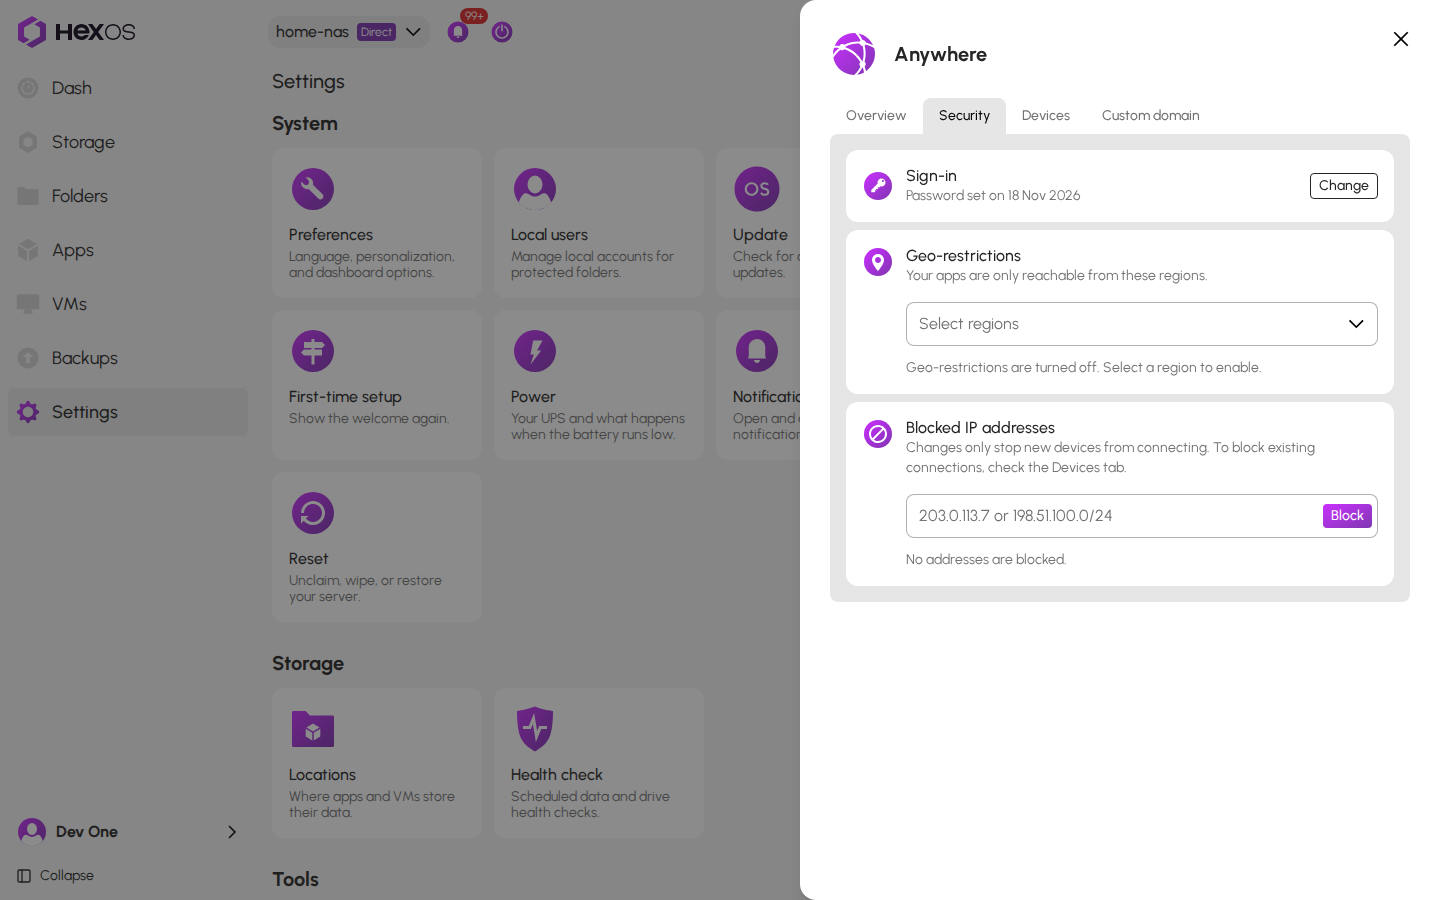 HEXOS
home-nas Direct
99+
Dash
Storage
Folders
Apps
VMs
Backups
Settings
Dev One
Collapse
Settings
System
Preferences
Language, personalization,
and dashboard options.
Local users
Manage local accounts for
protected folders.
OS
Update
Check for
updates.
First-time setup
Show the welcome again.
Power
Your UPS and what happens
when the battery runs low.
Open and
Reset
Unclaim, wipe, or restore
your server.
Storage
Locations
Where apps and VMs store
their data.
Health check
Scheduled data and drive
health checks.
Tools
Anywhere
Overview
Security
Devices
Custom domain
Sign-in
Password set on 18 Nov 2026
Change
Geo-restrictions
Your apps are only reachable from these regions.
Select regions
Geo-restrictions are turned off. Select a region to enable.
Blocked IP addresses
Changes only stop new devices from connecting. To block existing
connections, check the Devices tab.
203.0.113.7 or 198.51.100.0/24
Block
No addresses are blocked.